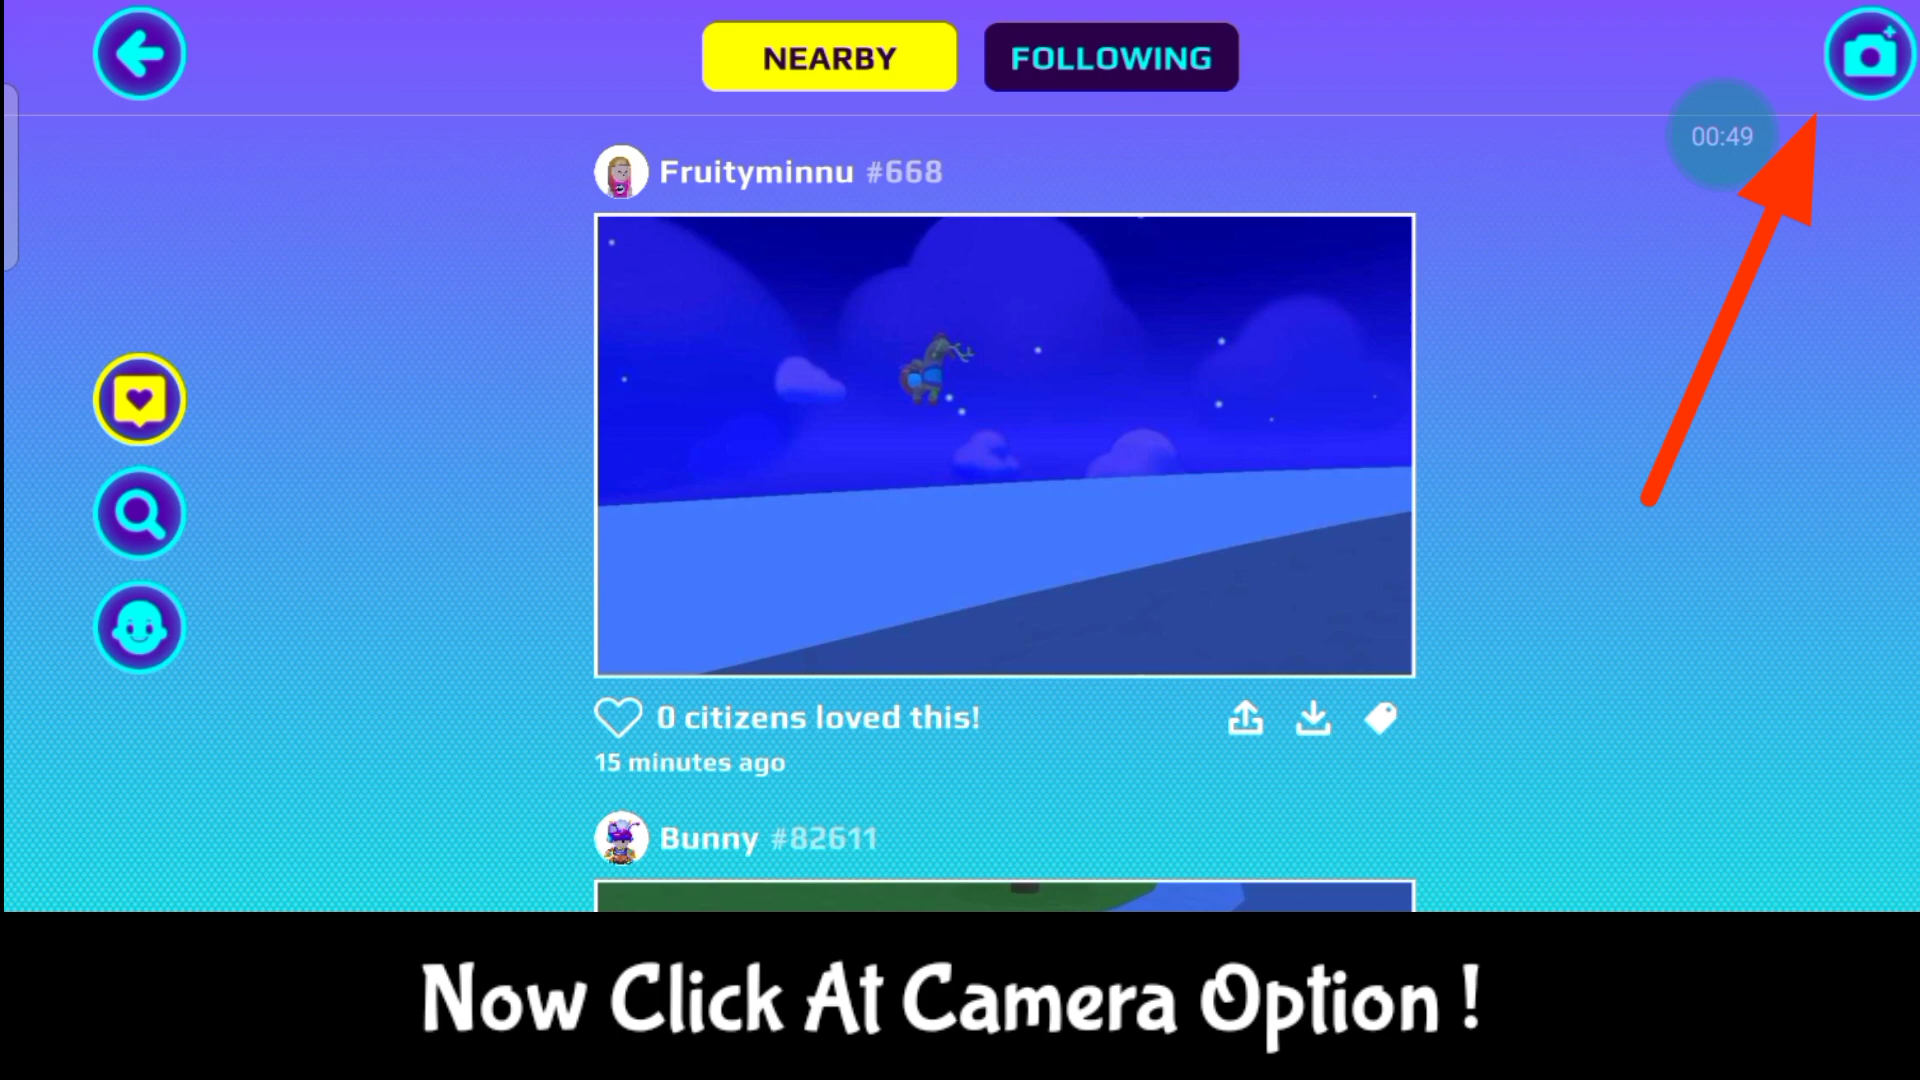 NEARBY
FOLLOWING
00:49
Fruityminnu #668
0 citizens loved this!
15 minutes ago
Bunny #82611
Now Click At Camera Option !